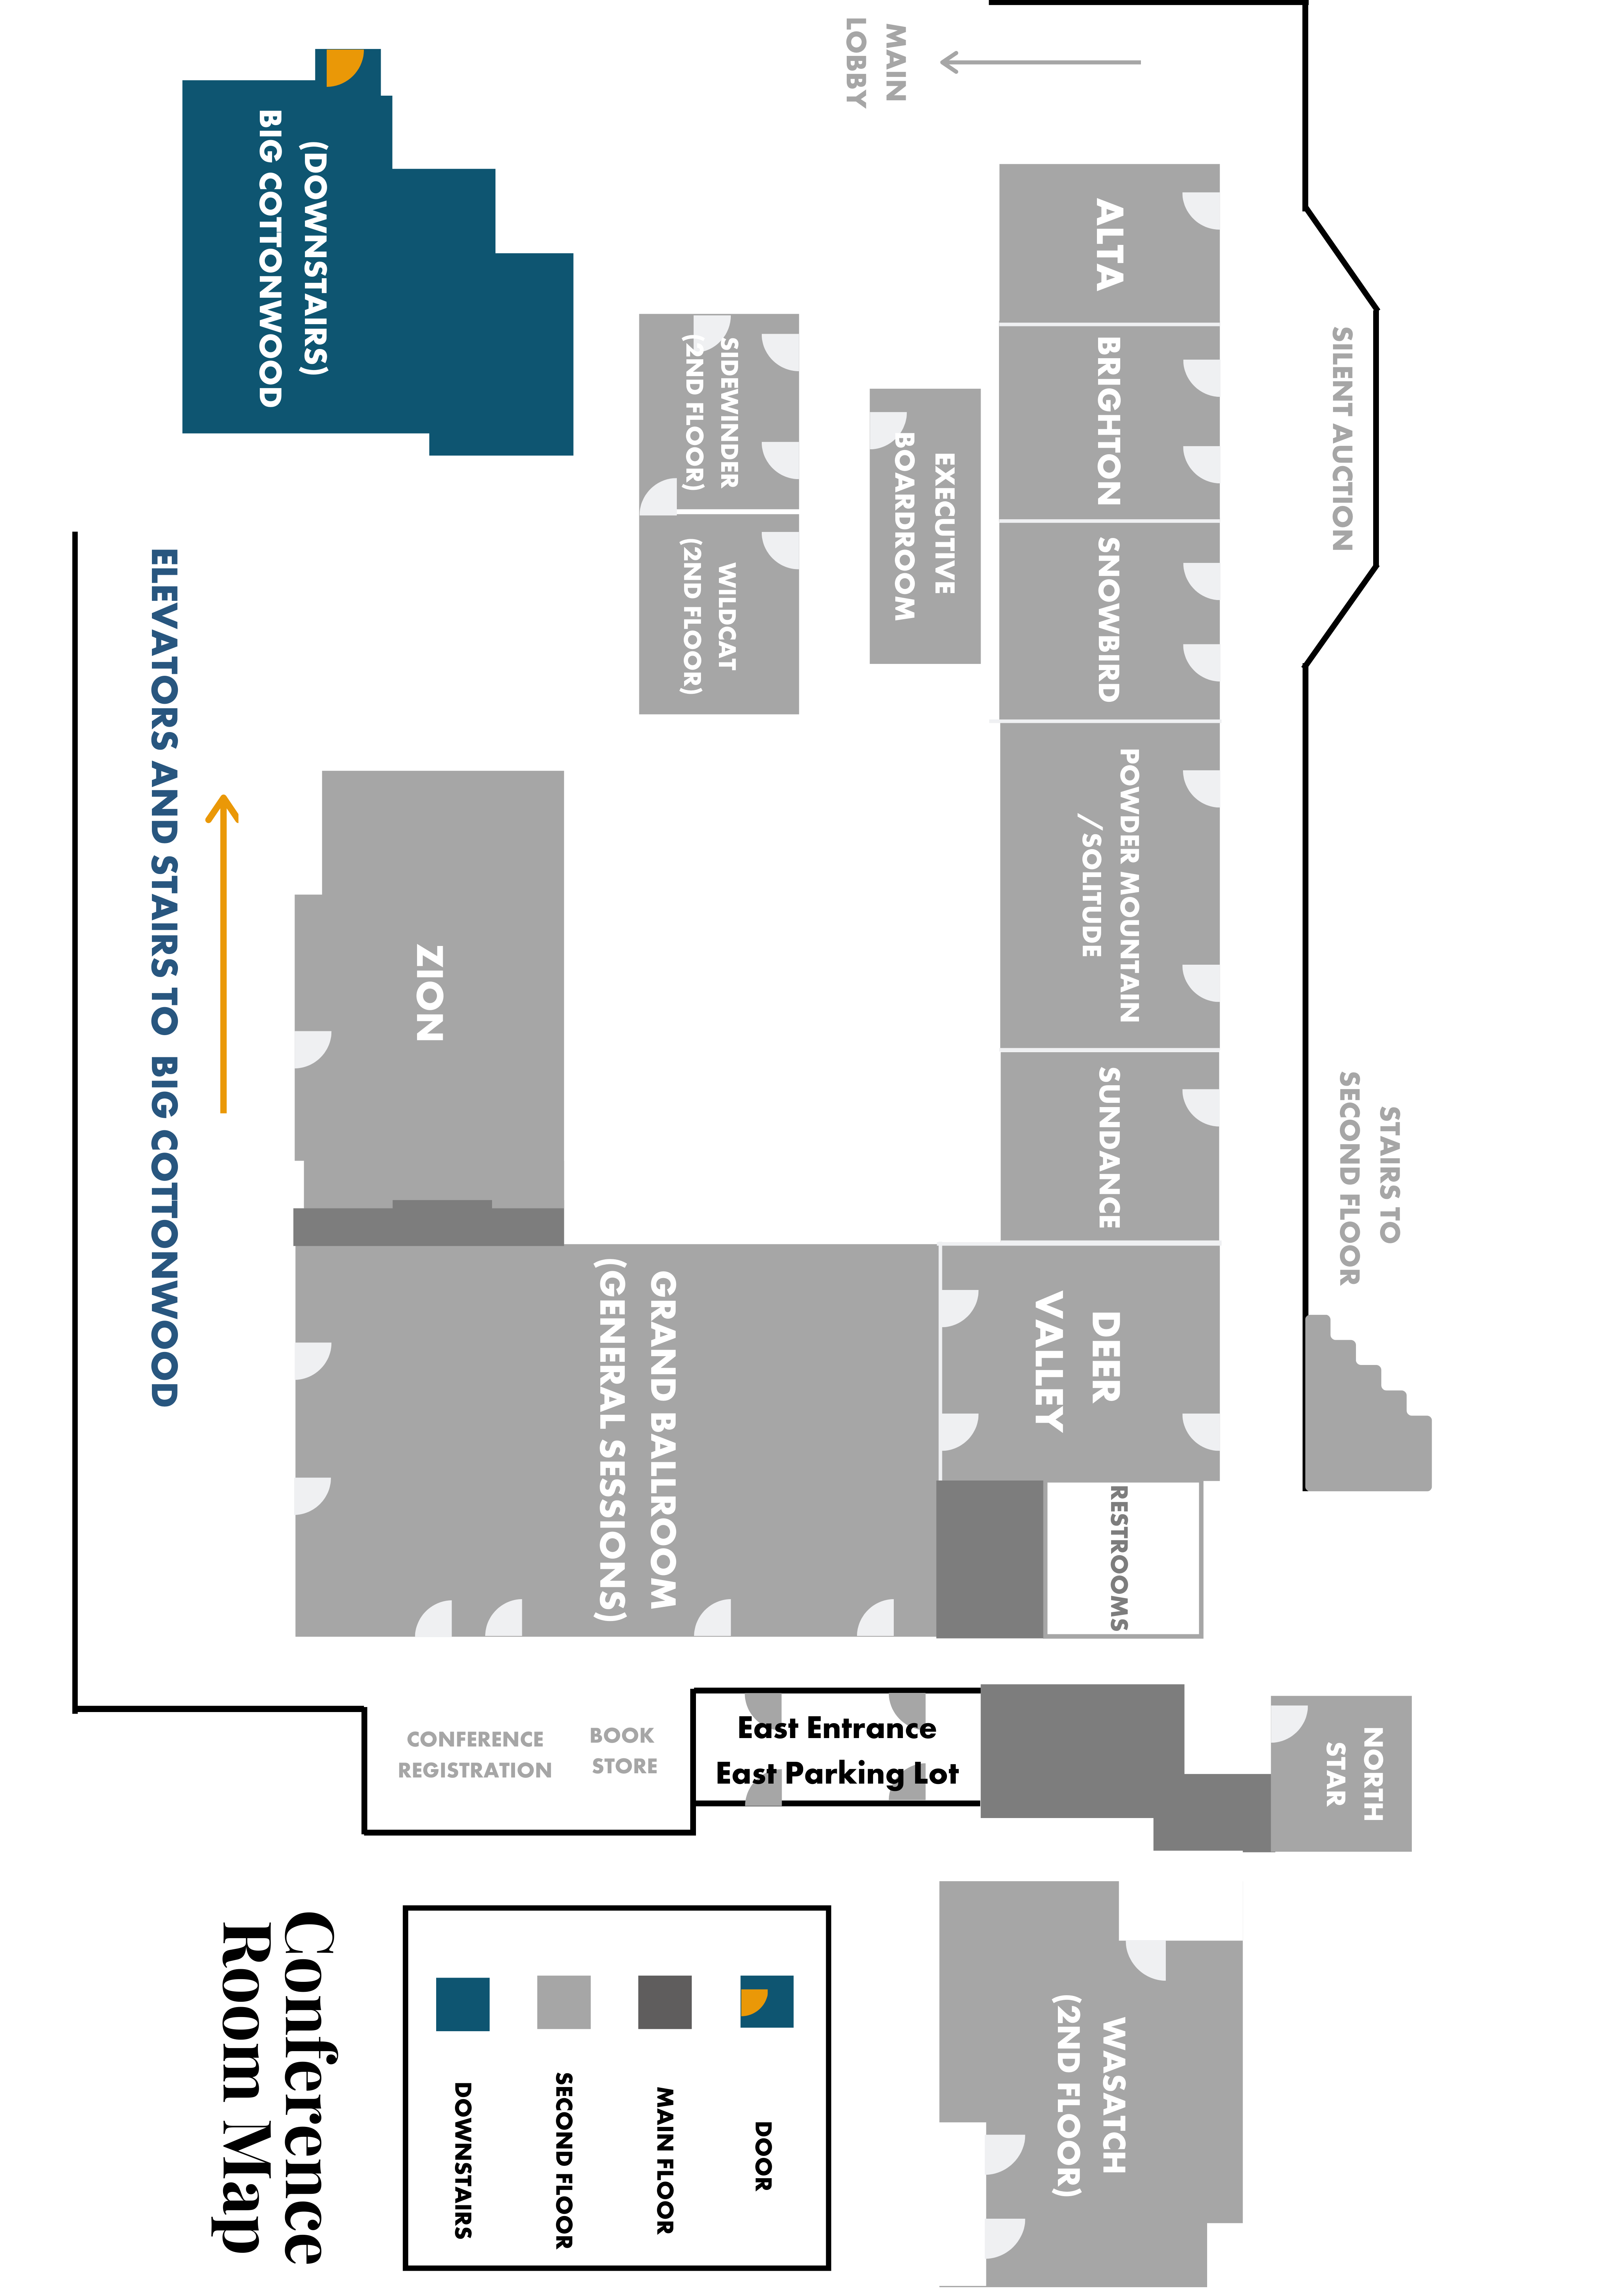 MAIN
LOBBY
(DOWNSTAIRS)
BIG COTTONWOOD
ALTA
BRIGHTON
SNOWBIRD
POWDER MOUNTAIN
/SOLITUDE
SUNDANCE
DEER
VALLEY
RESTROOMS
SILENT AUCTION
STAIRS TO
SECOND FLOOR
SIDEWINDER
(2ND FLOOR)
WILDCAT
(2ND FLOOR)
EXECUTIVE
BOARDROOM
ZION
GRAND BALLROOM
(GENERAL SESSIONS)
ELEVATORS AND STAIRS TO BIG COTTONWOOD
CONFERENCE
REGISTRATION
BOOK
STORE
East Entrance
East Parking Lot
NORTH
STAR
WASATCH
(2ND FLOOR)
DOOR
MAIN FLOOR
SECOND FLOOR
DOWNSTAIRS
Conference
Room Map